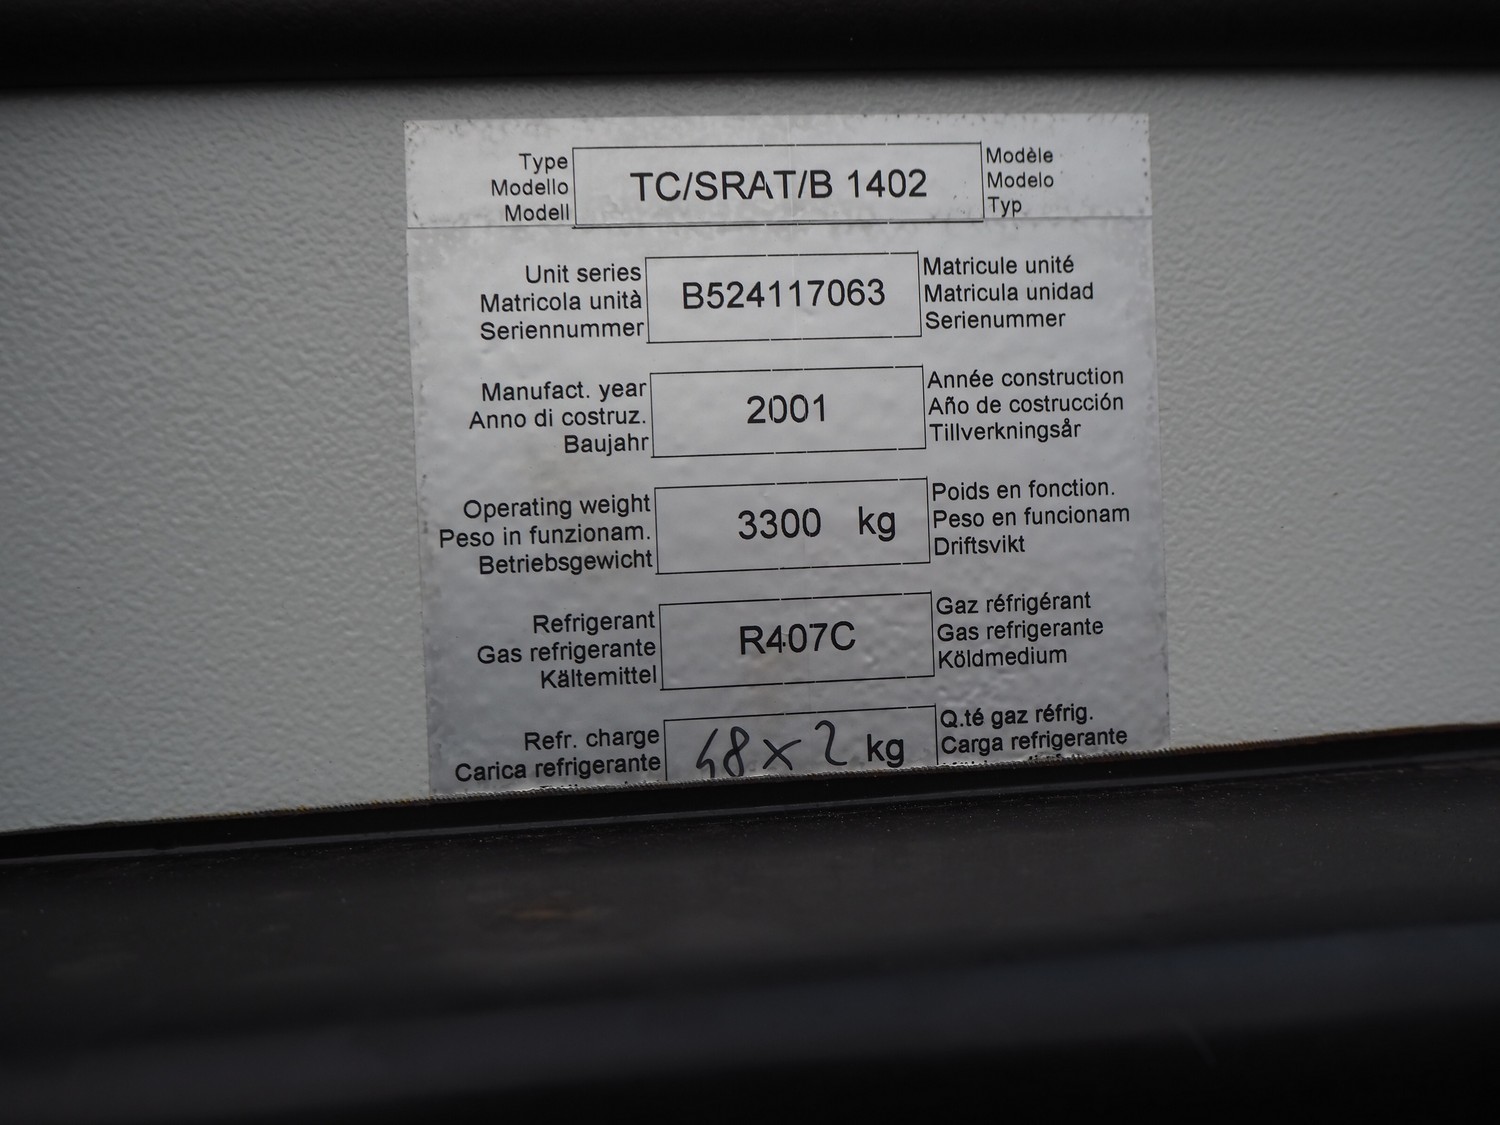 Type
Modello
Modell
TC/SRAT/B 1402
Modèle
Modelo
Typ
Unit series
Matricola unità
Seriennummer
B524117063
Matricule unité
Matricula unidad
Serienummer
Manufact. year
Anno di costruz.
Baujahr
2001
Année construction
Año de costrucción
Tillverkningsår
Operating weight
Peso in funzionam.
Betriebsgewicht
3300 kg
Poids en fonction.
Peso en funcionam
Driftsvikt
Refrigerant
Gas refrigerante
Kältemittel
R407C
Gaz réfrigérant
Gas refrigerante
Köldmedium
Refr. charge
Carica refrigerante
48 x 2 kg
Q.té gaz réfrig.
Carga refrigerante